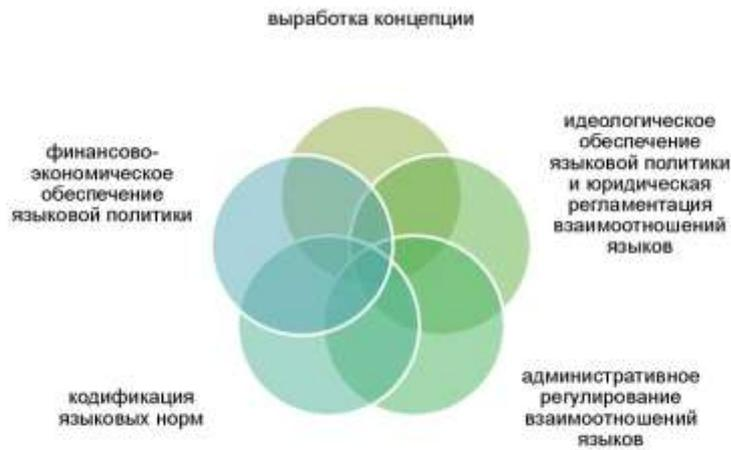 выработка концепции
финансово-
экономическое
обеспечение
языковой политики
идеологическое
обеспечение
языковой политики
и юридическая
регламентация
взаимоотношений
языков
кодификация
языковых норм
административное
регулирование
взаимоотношений
языков